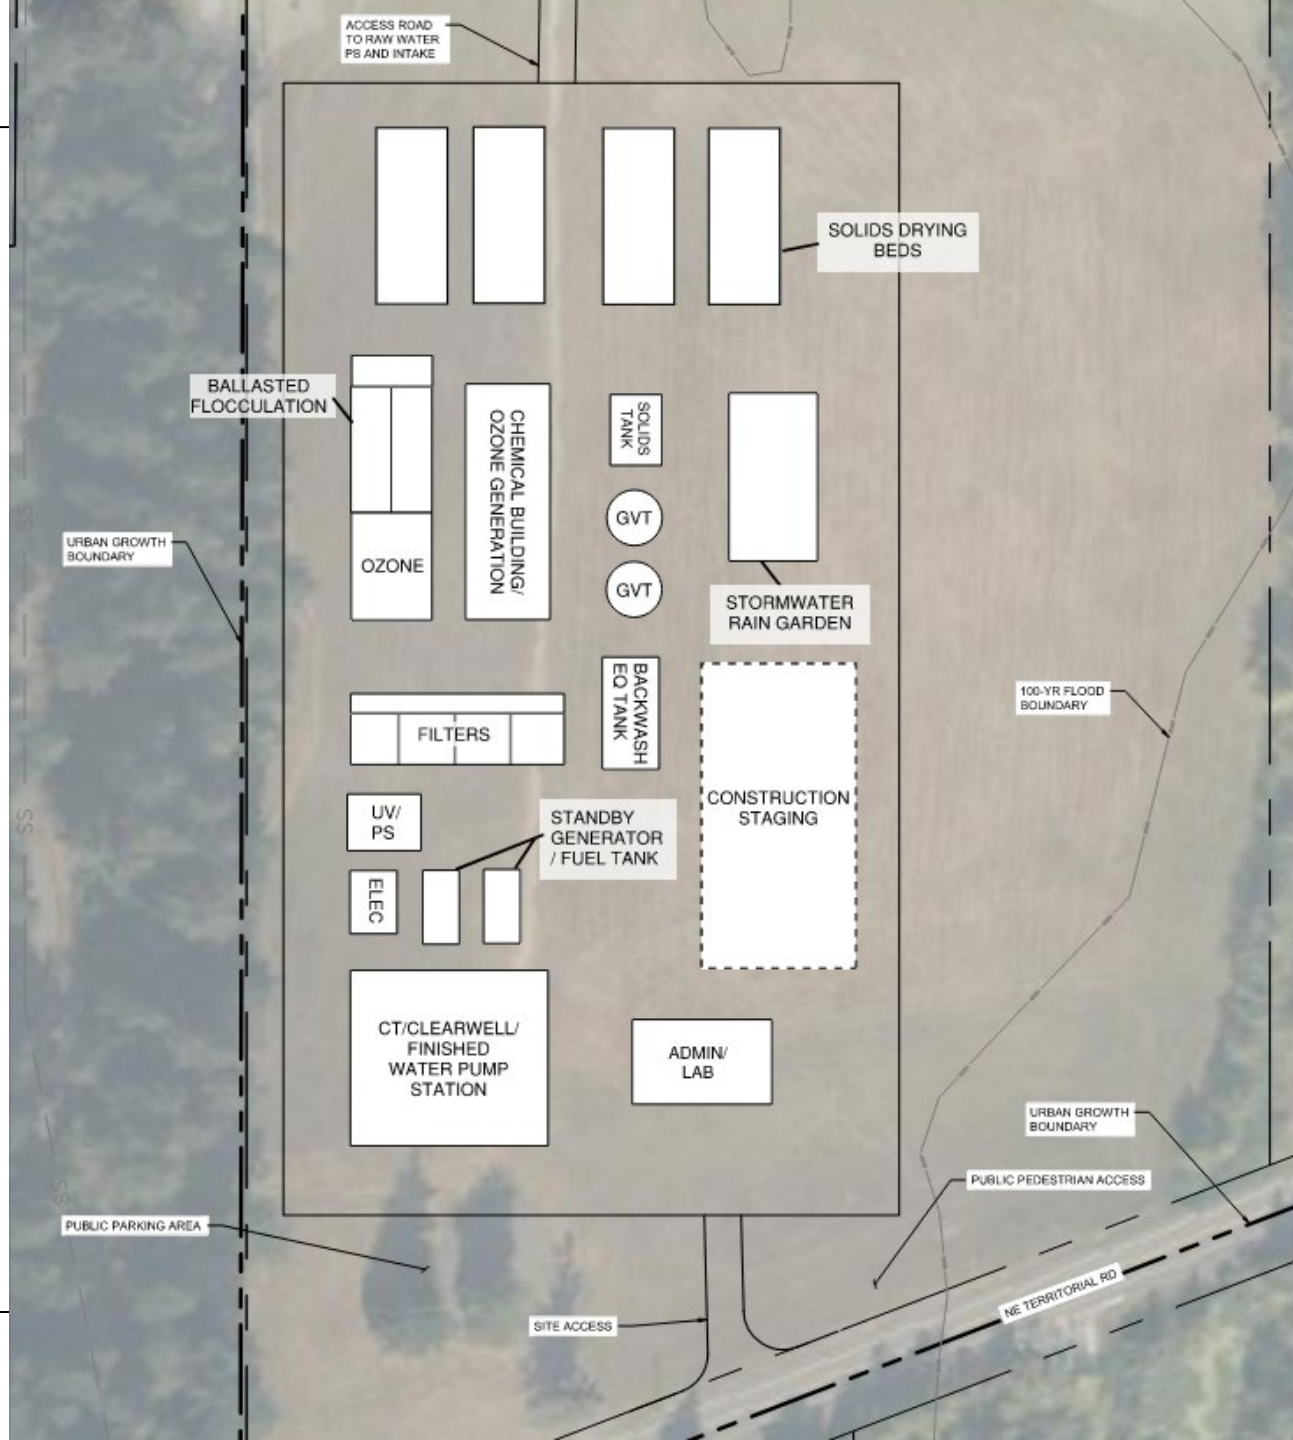 ACCESS ROAD
TO RAW WATER
PS AND INTAKE
SOLIDS DRYING
BEDS
BALLASTED
FLOCCULATION
CHEMICAL BUILDING/
OZONE GENERATION
SOLIDS
TANK
GVT
OZONE
GVT
URBAN GROWTH
BOUNDARY
STORMWATER
RAIN GARDEN
BACKWASH
EQ TANK
100-YR FLOOD
BOUNDARY
FILTERS
CONSTRUCTION
STAGING
UV/
PS
STANDBY
GENERATOR
/ FUEL TANK
ELEC
CT/CLEARWELL/
FINISHED
WATER PUMP
STATION
ADMIN/
LAB
URBAN GROWTH
BOUNDARY
PUBLIC PEDESTRIAN ACCESS
PUBLIC PARKING AREA
SITE ACCESS
NE TERRITORIAL RD
SS
SS
SS
SS